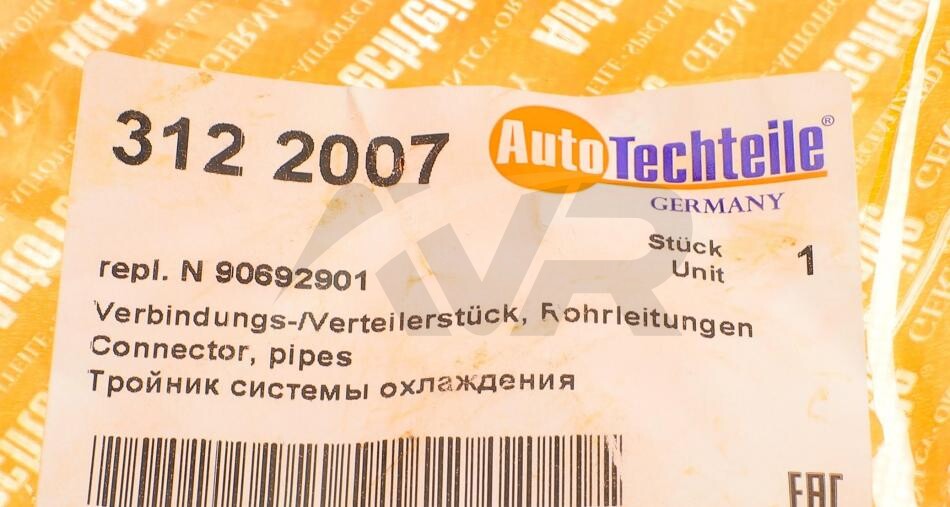 312 2007
AutoTechteile®
GERMANY
Stück
Unit 1
repl. N 90692901
Verbindungs-/Verteilerstück, Rohrleitungen
Connector, pipes
Тройник системы охлаждения
EAC